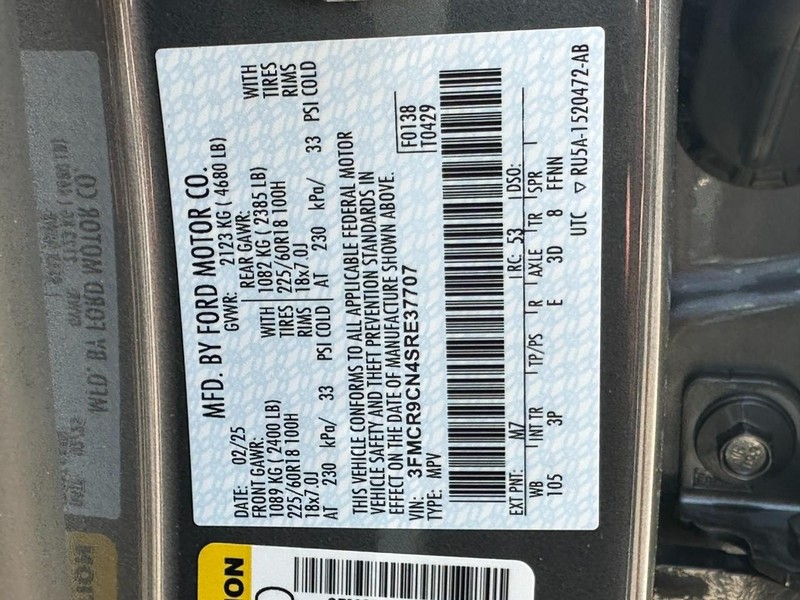 MFD. BY FORD MOTOR CO.
DATE: 02/25 GVWR: 2123 KG ( 4680 LB)
FRONT GAWR: REAR GAWR:
1089 KG ( 2400 LB) WITH 1082 KG ( 2385 LB) WITH
225/60R18 100H TIRES 225/60R18 100H TIRES
18x7.0J RIMS 18x7.0J RIMS
AT 230 kPa/ 33 PSI COLD AT 230 kPa/ 33 PSI COLD
THIS VEHICLE CONFORMS TO ALL APPLICABLE FEDERAL MOTOR
VEHICLE SAFETY AND THEFT PREVENTION STANDARDS IN
EFFECT ON THE DATE OF MANUFACTURE SHOWN ABOVE.
VIN: 3FMCR9CN4SRE37707
TYPE: MPV
F0138
T0429
EXT PNT: M7 RC: 53 DSO:
WB INT TR TP/PS R AXLE TR SPR
105 3P E 3D 8 FFNN
UTC ▽ RU5A-1520472-AB